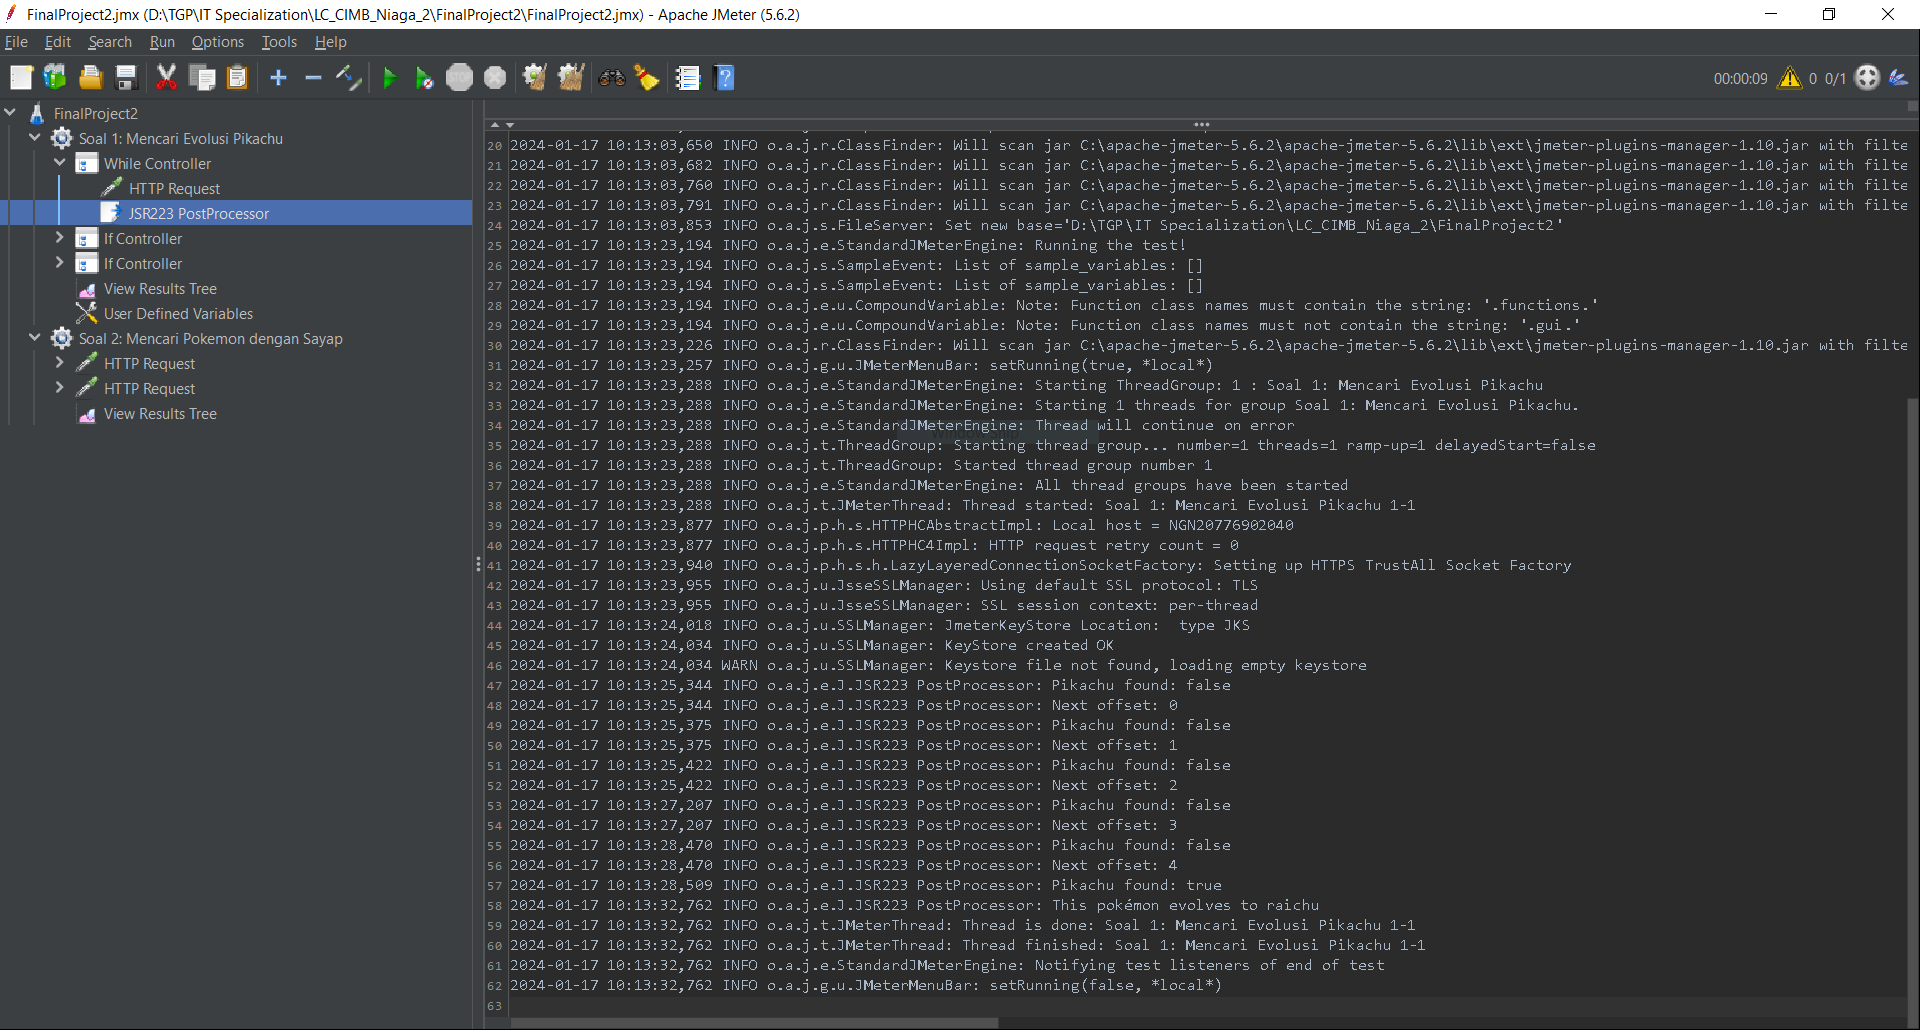 FinalProject2.jmx (D:\TGP\IT Specialization\LC_CIMB_Niaga_2\FinalProject2\FinalProject2.jmx) - Apache JMeter (5.6.2)
File Edit Search Run Options Tools Help
STOP
00:00:09 0 0/1
FinalProject2
Soal 1: Mencari Evolusi Pikachu
While Controller
HTTP Request
JSR223 PostProcessor
If Controller
If Controller
View Results Tree
User Defined Variables
Soal 2: Mencari Pokemon dengan Sayap
HTTP Request
HTTP Request
View Results Tree
20 2024-01-17 10:13:03,650 INFO o.a.j.r.ClassFinder: Will scan jar C:\apache-jmeter-5.6.2\apache-jmeter-5.6.2\lib\ext\jmeter-plugins-manager-1.10.jar with filte
21 2024-01-17 10:13:03,682 INFO o.a.j.r.ClassFinder: Will scan jar C:\apache-jmeter-5.6.2\apache-jmeter-5.6.2\lib\ext\jmeter-plugins-manager-1.10.jar with filte
22 2024-01-17 10:13:03,760 INFO o.a.j.r.ClassFinder: Will scan jar C:\apache-jmeter-5.6.2\apache-jmeter-5.6.2\lib\ext\jmeter-plugins-manager-1.10.jar with filte
23 2024-01-17 10:13:03,791 INFO o.a.j.r.ClassFinder: Will scan jar C:\apache-jmeter-5.6.2\apache-jmeter-5.6.2\lib\ext\jmeter-plugins-manager-1.10.jar with filte
24 2024-01-17 10:13:03,853 INFO o.a.j.s.FileServer: Set new base='D:\TGP\IT Specialization\LC_CIMB_Niaga_2\FinalProject2'
25 2024-01-17 10:13:23,194 INFO o.a.j.e.StandardJMeterEngine: Running the test!
26 2024-01-17 10:13:23,194 INFO o.a.j.s.SampleEvent: List of sample_variables: []
27 2024-01-17 10:13:23,194 INFO o.a.j.s.SampleEvent: List of sample_variables: []
28 2024-01-17 10:13:23,194 INFO o.a.j.e.u.CompoundVariable: Note: Function class names must contain the string: '.functions.'
29 2024-01-17 10:13:23,194 INFO o.a.j.e.u.CompoundVariable: Note: Function class names must not contain the string: '.gui.'
30 2024-01-17 10:13:23,226 INFO o.a.j.r.ClassFinder: Will scan jar C:\apache-jmeter-5.6.2\apache-jmeter-5.6.2\lib\ext\jmeter-plugins-manager-1.10.jar with filte
31 2024-01-17 10:13:23,257 INFO o.a.j.g.u.JMeterMenuBar: setRunning(true, *local*)
32 2024-01-17 10:13:23,288 INFO o.a.j.e.StandardJMeterEngine: Starting ThreadGroup: 1 : Soal 1: Mencari Evolusi Pikachu
33 2024-01-17 10:13:23,288 INFO o.a.j.e.StandardJMeterEngine: Starting 1 threads for group Soal 1: Mencari Evolusi Pikachu.
34 2024-01-17 10:13:23,288 INFO o.a.j.e.StandardJMeterEngine: Thread will continue on error
35 2024-01-17 10:13:23,288 INFO o.a.j.t.ThreadGroup: Starting thread group... number=1 threads=1 ramp-up=1 delayedStart=false
36 2024-01-17 10:13:23,288 INFO o.a.j.t.ThreadGroup: Started thread group number 1
37 2024-01-17 10:13:23,288 INFO o.a.j.e.StandardJMeterEngine: All thread groups have been started
38 2024-01-17 10:13:23,288 INFO o.a.j.t.JMeterThread: Thread started: Soal 1: Mencari Evolusi Pikachu 1-1
39 2024-01-17 10:13:23,877 INFO o.a.j.p.h.s.HTTPHCAbstractImpl: Local host = NGN20776902040
40 2024-01-17 10:13:23,877 INFO o.a.j.p.h.s.HTTPHC4Impl: HTTP request retry count = 0
41 2024-01-17 10:13:23,940 INFO o.a.j.p.h.s.h.LazyLayeredConnectionSocketFactory: Setting up HTTPS TrustAll Socket Factory
42 2024-01-17 10:13:23,955 INFO o.a.j.u.JsseSSLManager: Using default SSL protocol: TLS
43 2024-01-17 10:13:23,955 INFO o.a.j.u.JsseSSLManager: SSL session context: per-thread
44 2024-01-17 10:13:24,018 INFO o.a.j.u.SSLManager: JmeterKeyStore Location:  type JKS
45 2024-01-17 10:13:24,034 INFO o.a.j.u.SSLManager: KeyStore created OK
46 2024-01-17 10:13:24,034 WARN o.a.j.u.SSLManager: Keystore file not found, loading empty keystore
47 2024-01-17 10:13:25,344 INFO o.a.j.e.J.JSR223 PostProcessor: Pikachu found: false
48 2024-01-17 10:13:25,344 INFO o.a.j.e.J.JSR223 PostProcessor: Next offset: 0
49 2024-01-17 10:13:25,375 INFO o.a.j.e.J.JSR223 PostProcessor: Pikachu found: false
50 2024-01-17 10:13:25,375 INFO o.a.j.e.J.JSR223 PostProcessor: Next offset: 1
51 2024-01-17 10:13:25,422 INFO o.a.j.e.J.JSR223 PostProcessor: Pikachu found: false
52 2024-01-17 10:13:25,422 INFO o.a.j.e.J.JSR223 PostProcessor: Next offset: 2
53 2024-01-17 10:13:27,207 INFO o.a.j.e.J.JSR223 PostProcessor: Pikachu found: false
54 2024-01-17 10:13:27,207 INFO o.a.j.e.J.JSR223 PostProcessor: Next offset: 3
55 2024-01-17 10:13:28,470 INFO o.a.j.e.J.JSR223 PostProcessor: Pikachu found: false
56 2024-01-17 10:13:28,470 INFO o.a.j.e.J.JSR223 PostProcessor: Next offset: 4
57 2024-01-17 10:13:28,509 INFO o.a.j.e.J.JSR223 PostProcessor: Pikachu found: true
58 2024-01-17 10:13:32,762 INFO o.a.j.e.J.JSR223 PostProcessor: This pokémon evolves to raichu
59 2024-01-17 10:13:32,762 INFO o.a.j.t.JMeterThread: Thread is done: Soal 1: Mencari Evolusi Pikachu 1-1
60 2024-01-17 10:13:32,762 INFO o.a.j.t.JMeterThread: Thread finished: Soal 1: Mencari Evolusi Pikachu 1-1
61 2024-01-17 10:13:32,762 INFO o.a.j.e.StandardJMeterEngine: Notifying test listeners of end of test
62 2024-01-17 10:13:32,762 INFO o.a.j.g.u.JMeterMenuBar: setRunning(false, *local*)
63